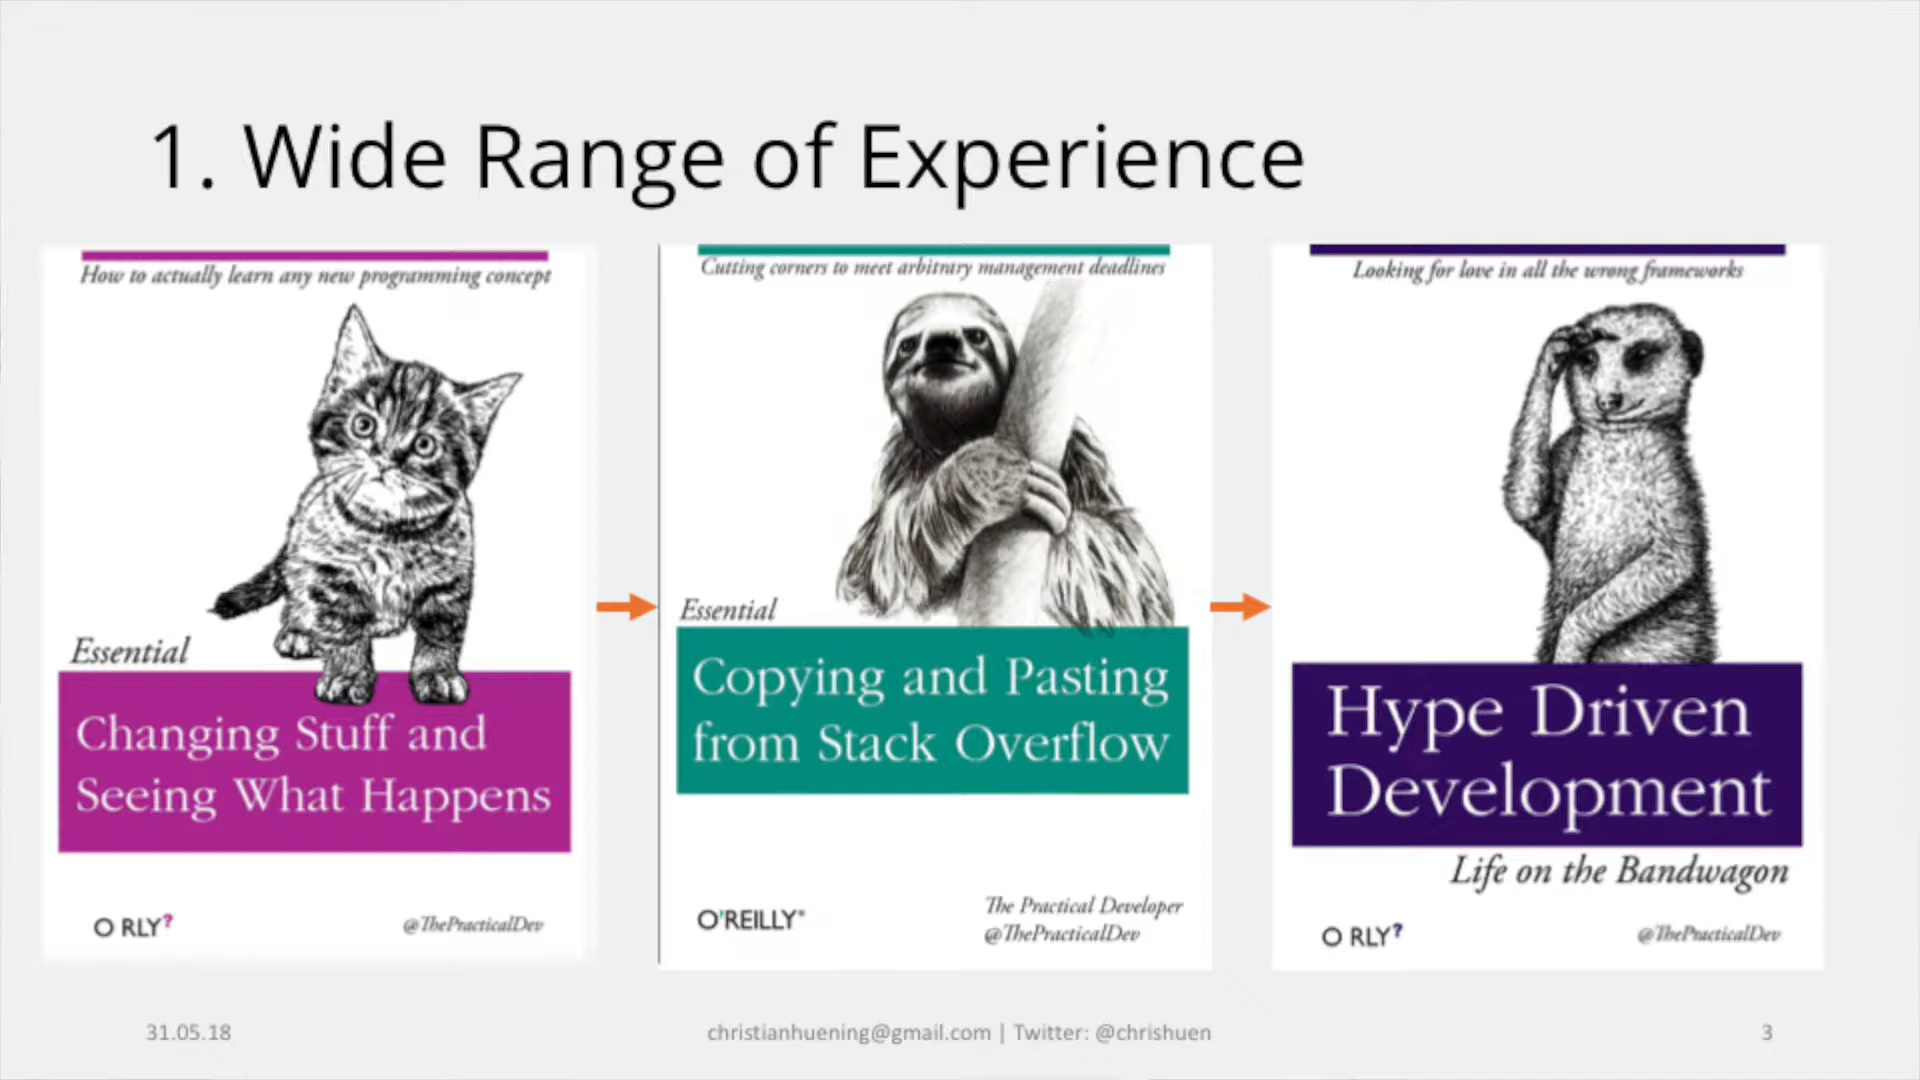 1. Wide Range of Experience
How to actually learn any new programming concept
Essential
Changing Stuff and
Seeing What Happens
O RLY?
@ThePracticalDev
Cutting corners to meet arbitrary management deadlines
Essential
Copying and Pasting
from Stack Overflow
O'REILLY®
The Practical Developer
@ThePracticalDev
Looking for love in all the wrong frameworks
Hype Driven
Development
Life on the Bandwagon
O RLY?
@ThePracticalDev
31.05.18
christianhuening@gmail.com | Twitter: @chrishuen
3